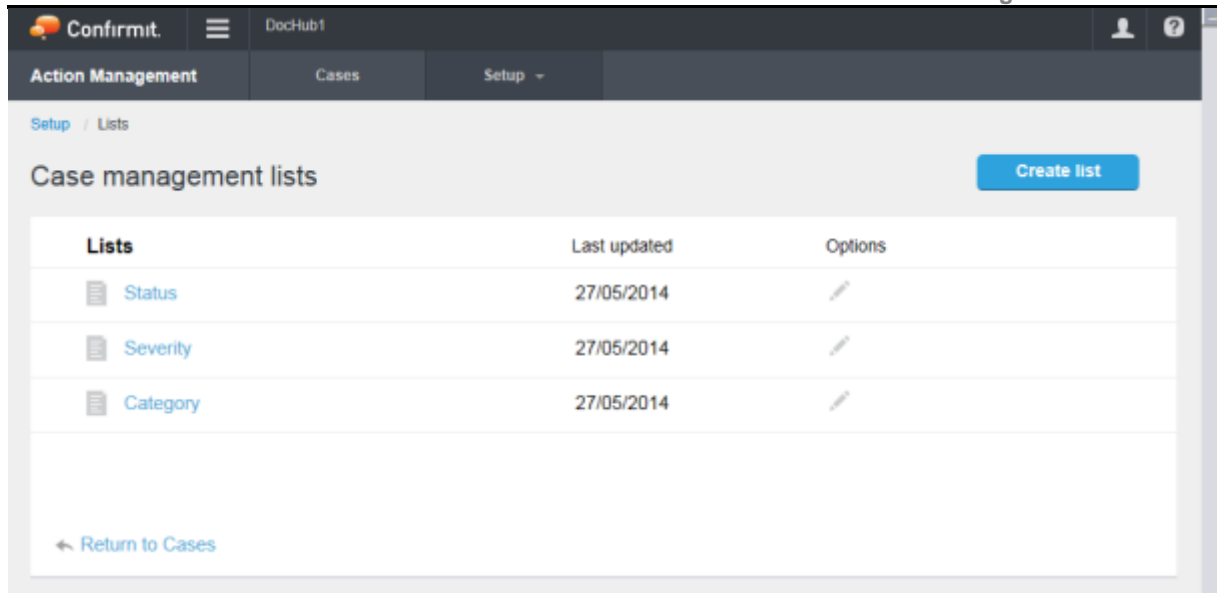 Confirmit. DocHub1
Action Management Cases Setup
Setup / Lists
Case management lists Create list
Lists Last updated Options
Status 27/05/2014
Severity 27/05/2014
Category 27/05/2014
Return to Cases